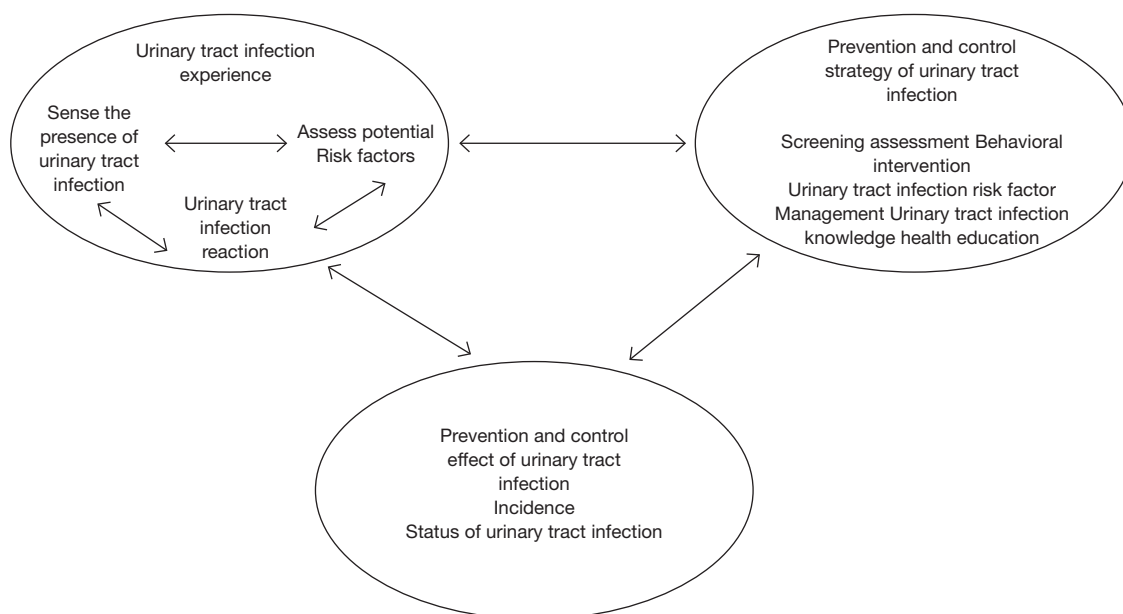 Urinary tract infection
experience
Sense the
presence of
urinary tract
infection
Assess potential
Risk factors
Urinary tract
infection
reaction
Prevention and control
strategy of urinary tract
infection
Screening assessment Behavioral
intervention
Urinary tract infection risk factor
Management Urinary tract infection
knowledge health education
Prevention and control
effect of urinary tract
infection
Incidence
Status of urinary tract infection